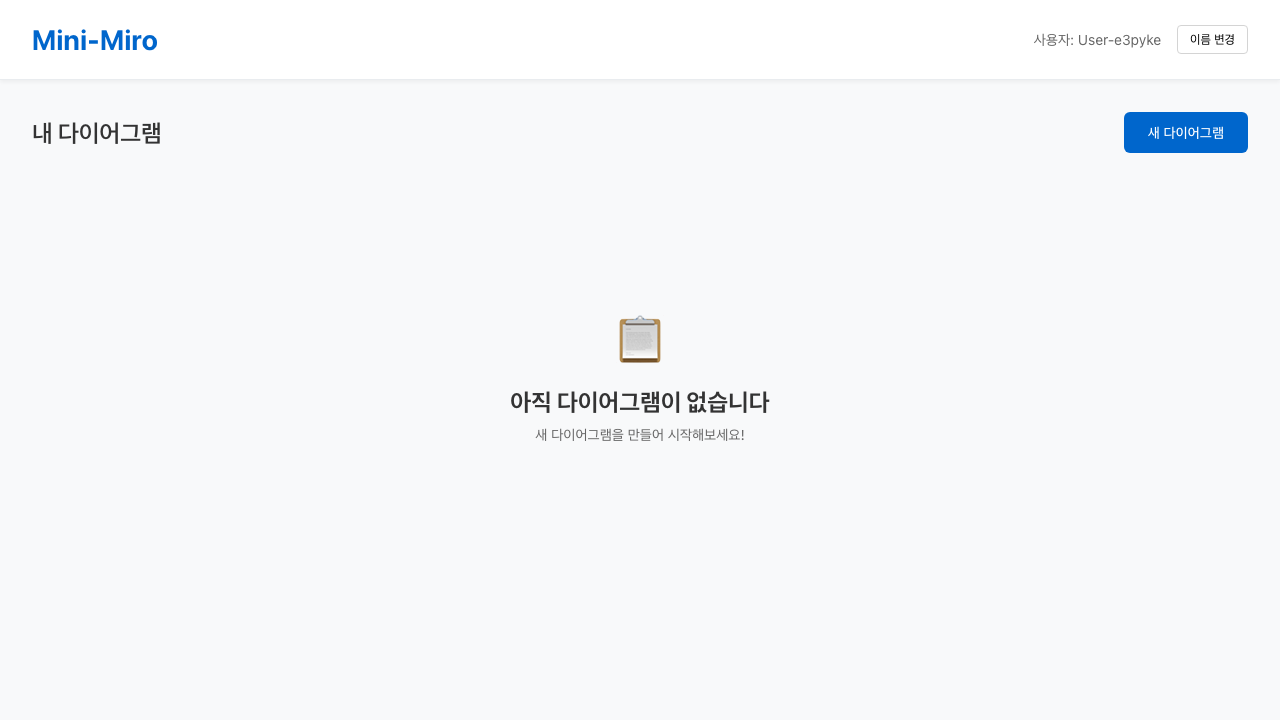 Mini-Miro
사용자: User-e3pyke
이름 변경
내 다이어그램
새 다이어그램
아직 다이어그램이 없습니다
새 다이어그램을 만들어 시작해보세요!